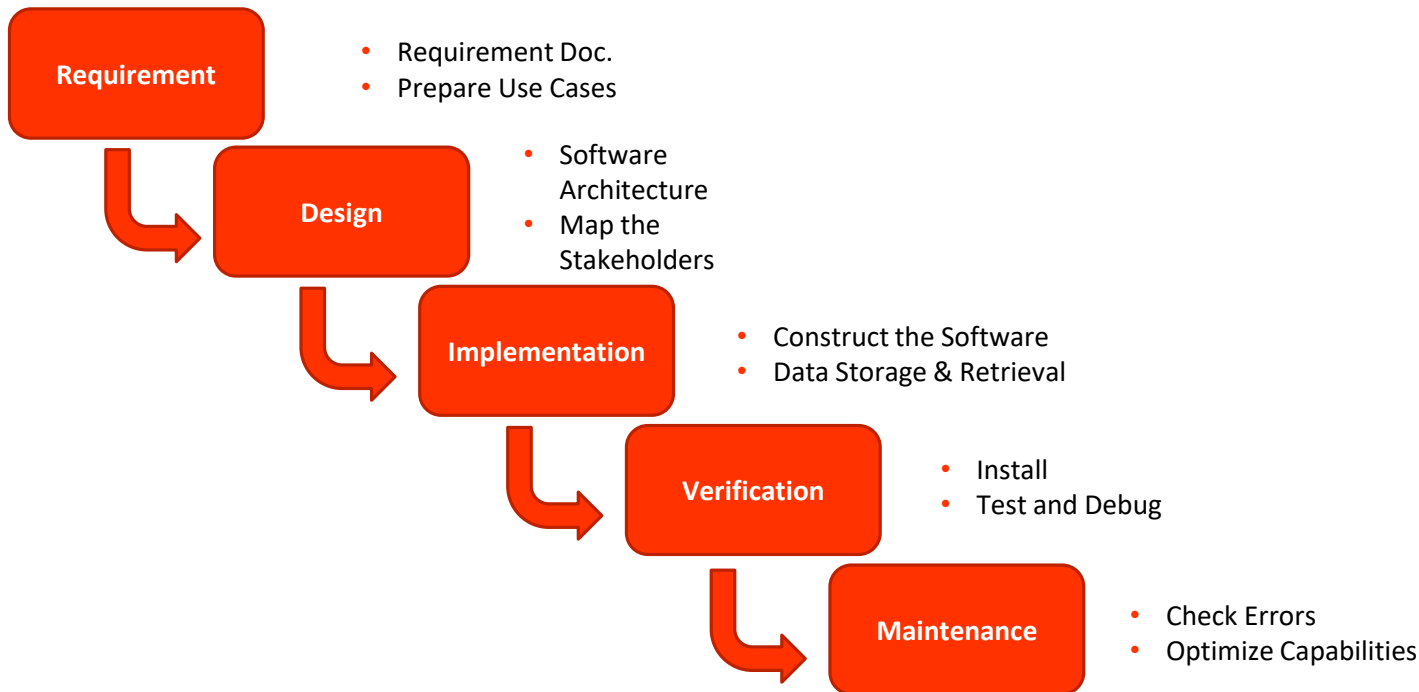 Requirement
• Requirement Doc.
• Prepare Use Cases
Design
• Software
Architecture
• Map the
Stakeholders
Implementation
• Construct the Software
• Data Storage & Retrieval
Verification
• Install
• Test and Debug
Maintenance
• Check Errors
• Optimize Capabilities